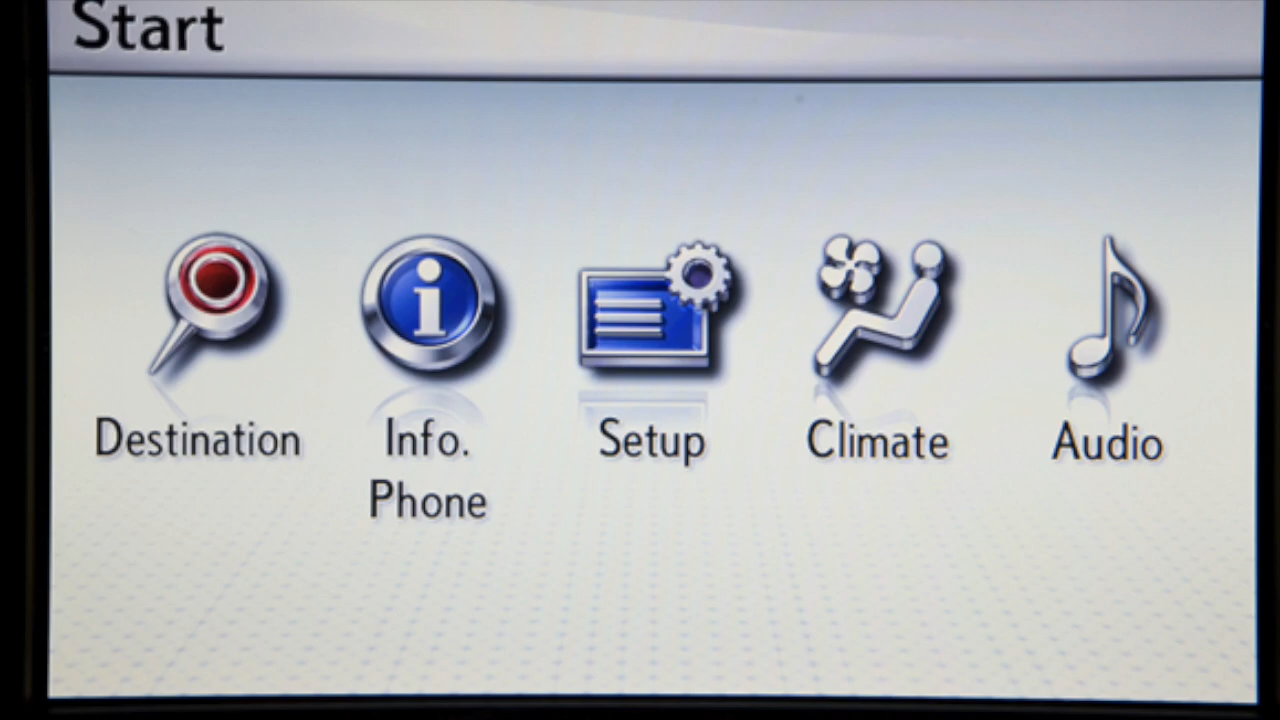 Start
Destination
Info.
Phone
Setup
Climate
Audio